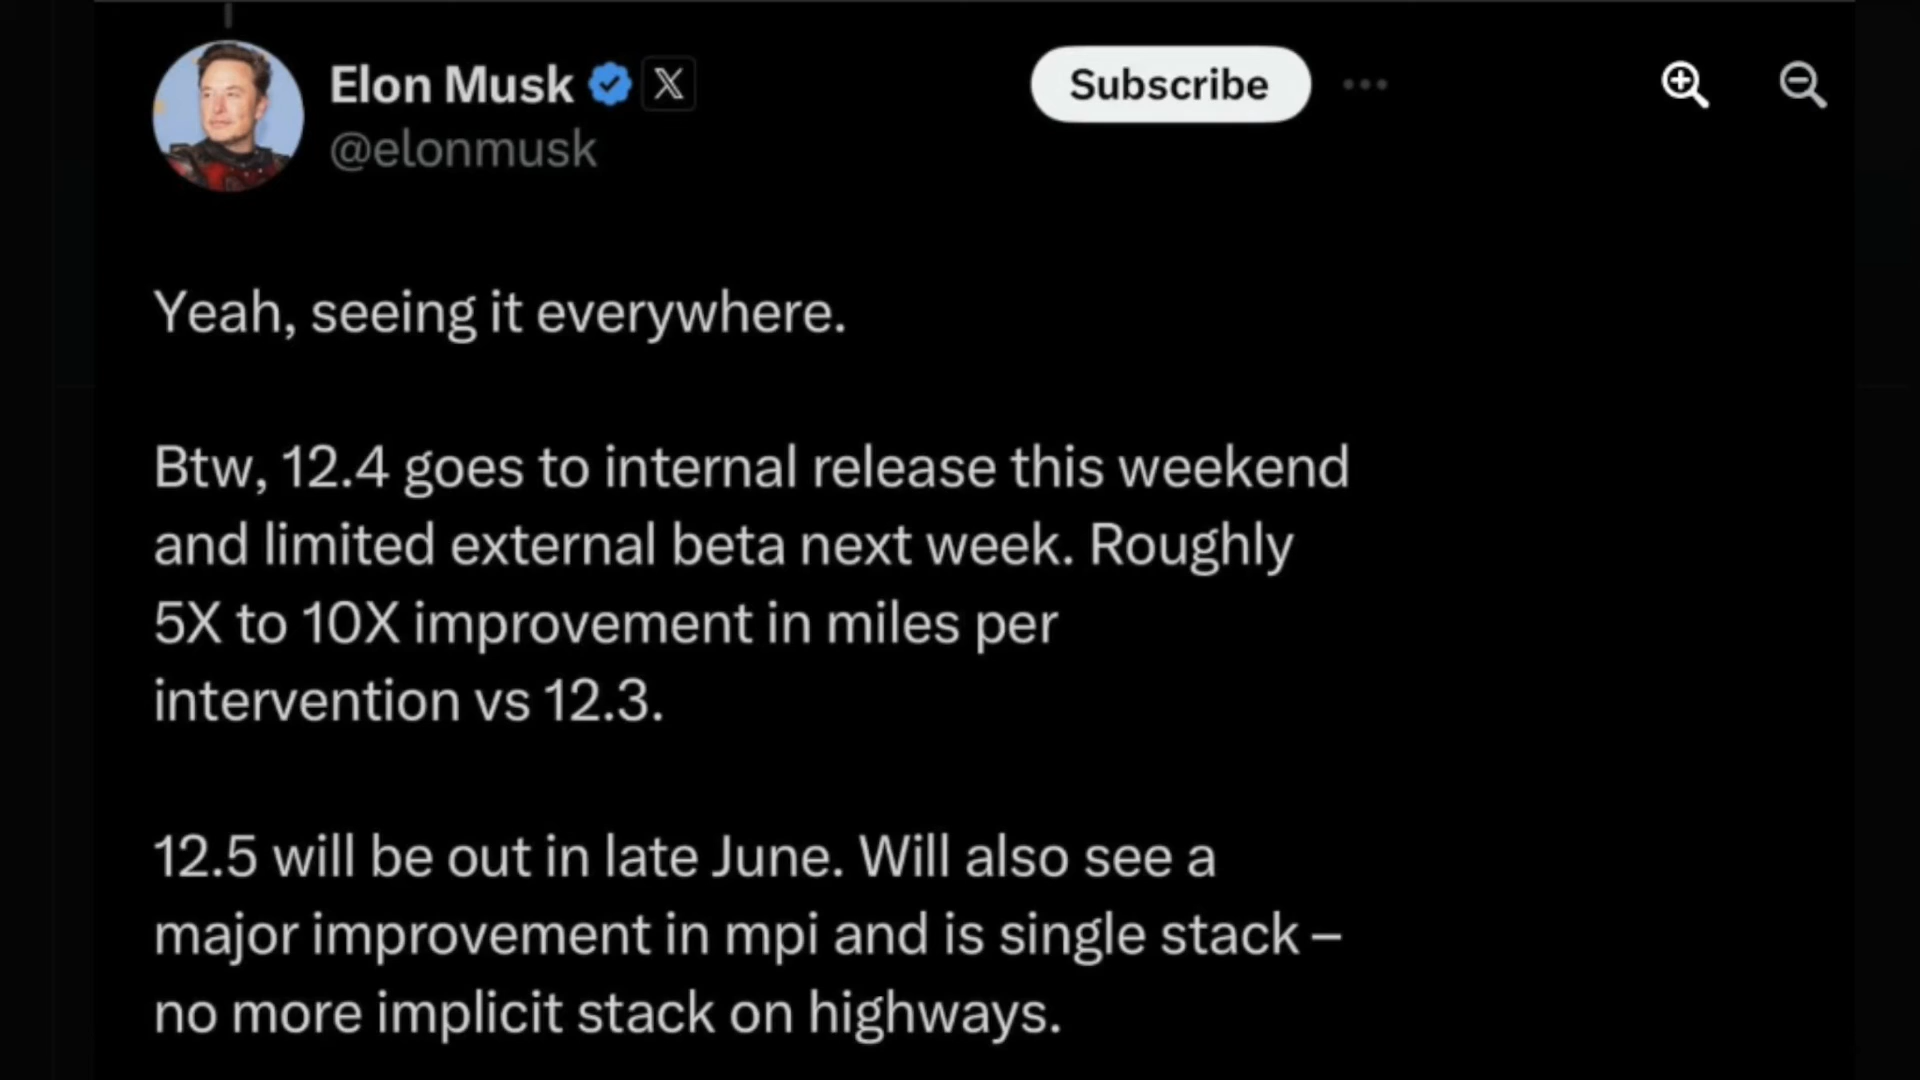 Elon Musk
Subscribe
@elonmusk
Yeah, seeing it everywhere.
Btw, 12.4 goes to internal release this weekend
and limited external beta next week. Roughly
5X to 10X improvement in miles per
intervention vs 12.3.
12.5 will be out in late June. Will also see a
major improvement in mpi and is single stack –
no more implicit stack on highways.